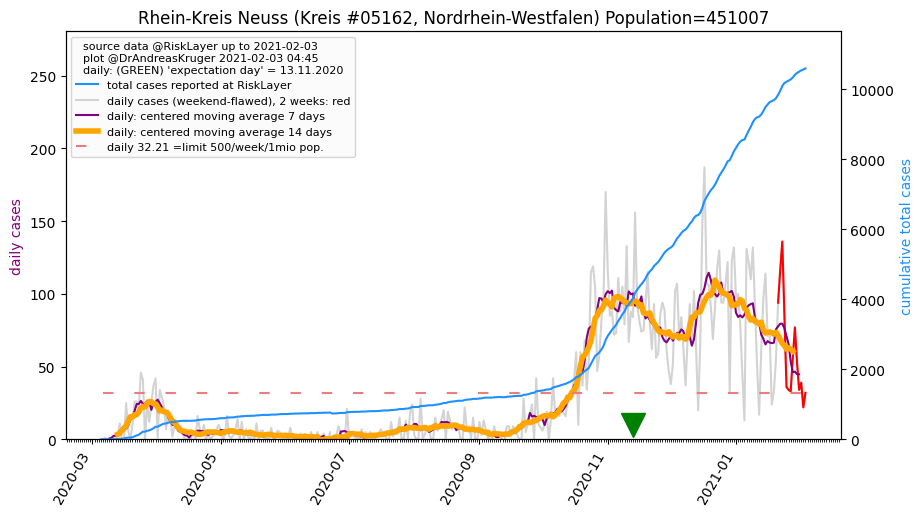 Rhein-Kreis Neuss (Kreis #05162, Nordrhein-Westfalen) Population=451007
source data @RiskLayer up to 2021-02-03
plot @DrAndreasKruger 2021-02-03 04:45
daily: (GREEN) 'expectation day' = 13.11.2020
total cases reported at RiskLayer
daily cases (weekend-flawed), 2 weeks: red
daily: centered moving average 7 days
daily: centered moving average 14 days
daily 32.21 =limit 500/week/1mio pop.
daily cases
250
200
150
100
50
0
cumulative total cases
10000
8000
6000
4000
2000
0
2020-03
2020-05
2020-07
2020-09
2020-11
2021-01